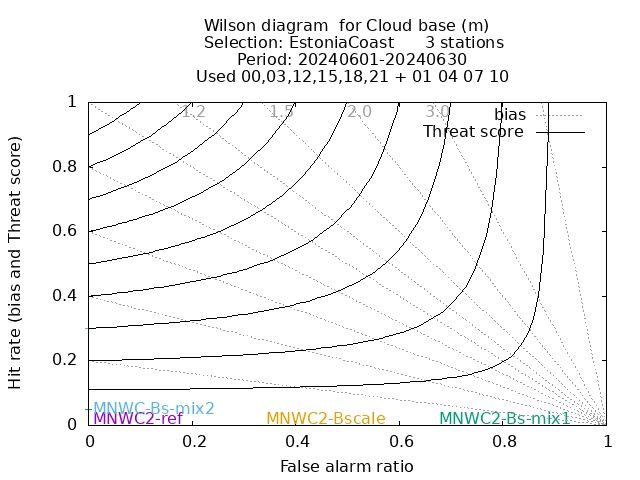 Wilson diagram  for Cloud base (m)
Selection: EstoniaCoast      3 stations
Period: 20240601-20240630
Used 00,03,12,15,18,21 + 01 04 07 10
1.2 1.5 2.0 3.0
bias
Threat score
1
0.8
0.6
0.4
0.2
0
Hit rate (bias and Threat score)
MNWC-Bs-mix2
MNWC2-ref MNWC2-Bscale MNWC2-Bs-mix1
0 0.2 0.4 0.6 0.8 1
False alarm ratio